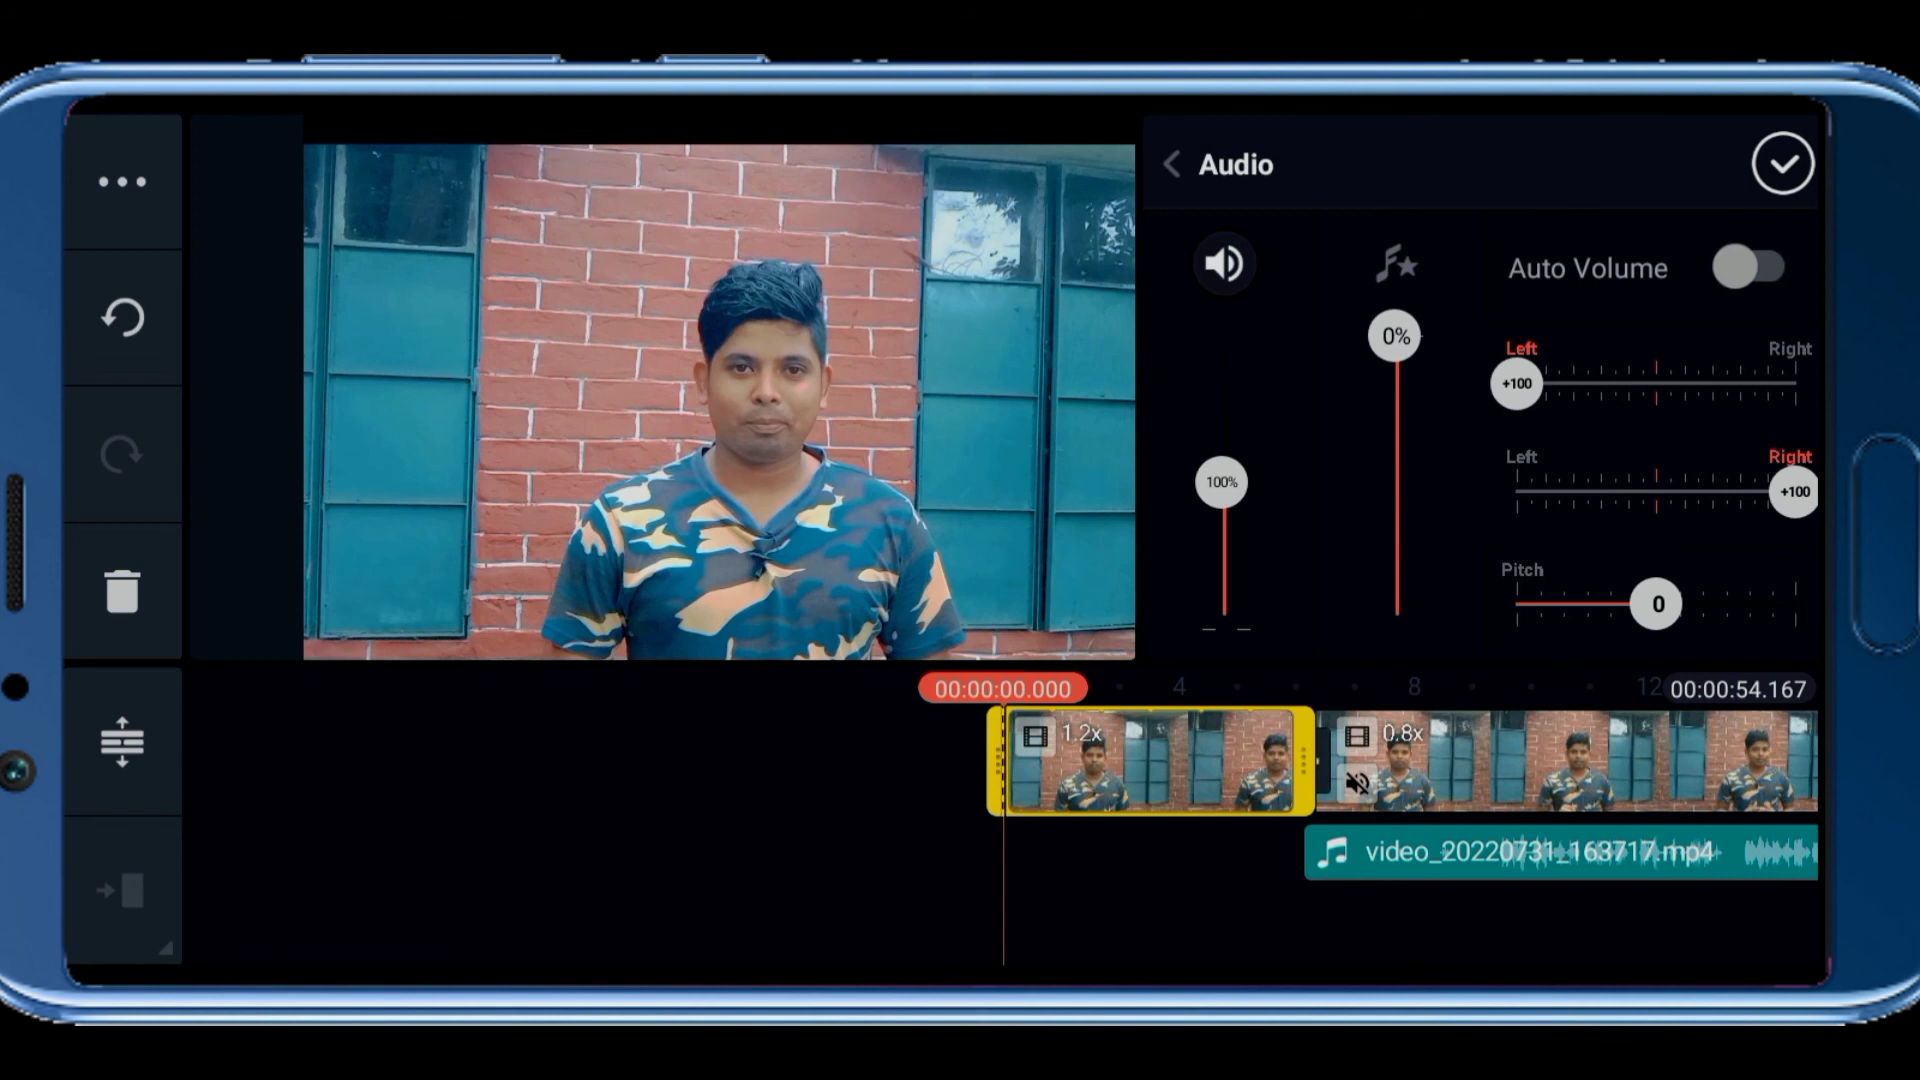 Audio
Auto Volume
0%
Left Right
+100
100%
Left Right
+100
Pitch
0
00:00:00.000
4
8
12
00:00:54.167
1.2x
0.8x
video_20220731_163717.mp4